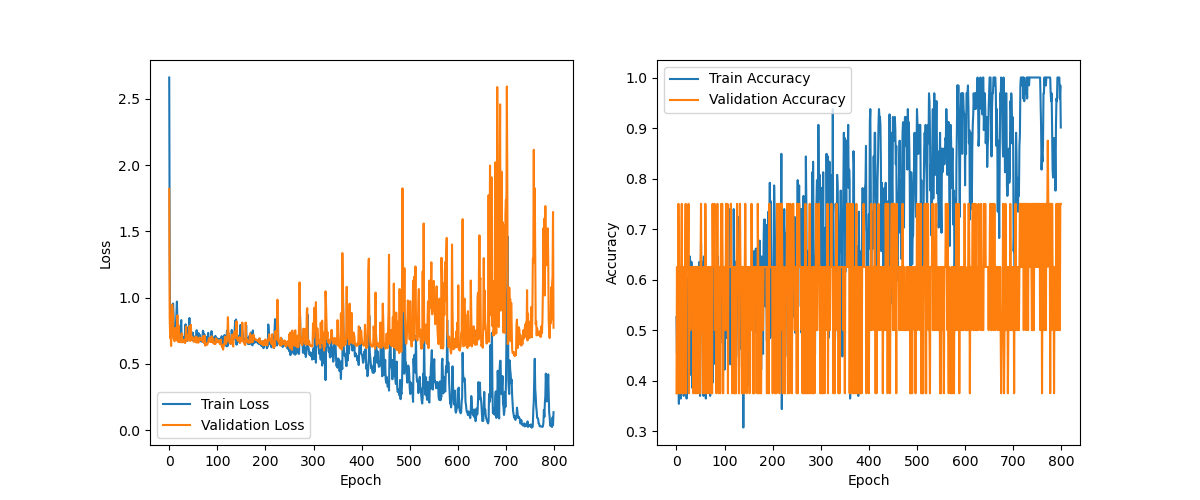 2.5
2.0
1.5
1.0
0.5
0.0
Loss
Train Loss
Validation Loss
0 100 200 300 400 500 600 700 800
Epoch
1.0
0.9
0.8
0.7
0.6
0.5
0.4
0.3
Accuracy
Train Accuracy
Validation Accuracy
0 100 200 300 400 500 600 700 800
Epoch